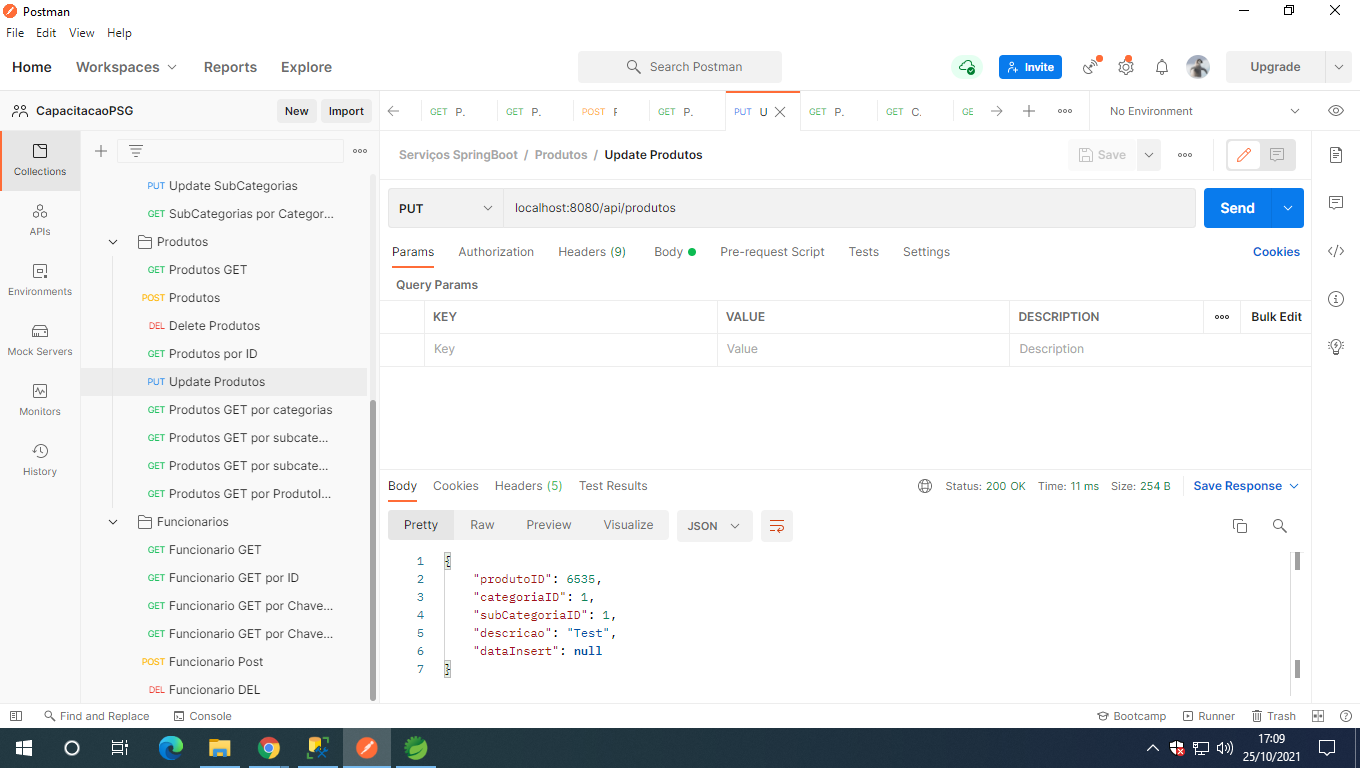 Postman
File Edit View Help
Home Workspaces Reports Explore Search Postman Invite Upgrade
CapacitacaoPSG New Import GET P. GET P. POST F GET P. PUT U GET P. GET C. GE No Environment
Collections
APIs
Environments
Mock Servers
Monitors
History
PUT Update SubCategorias
GET SubCategorias por Categor...
Produtos
GET Produtos GET
POST Produtos
DEL Delete Produtos
GET Produtos por ID
PUT Update Produtos
GET Produtos GET por categorias
GET Produtos GET por subcate...
GET Produtos GET por subcate...
GET Produtos GET por ProdutoI...
Funcionarios
GET Funcionario GET
GET Funcionario GET por ID
GET Funcionario GET por Chave...
GET Funcionario GET por Chave...
POST Funcionario Post
DEL Funcionario DEL
Serviços SpringBoot / Produtos / Update Produtos Save
PUT localhost:8080/api/produtos Send
Params Authorization Headers (9) Body Pre-request Script Tests Settings Cookies
Query Params
KEY VALUE DESCRIPTION Bulk Edit
Key Value Description
Body Cookies Headers (5) Test Results Status: 200 OK Time: 11 ms Size: 254 B Save Response
Pretty Raw Preview Visualize JSON
1 {
2 "produtoID": 6535,
3 "categoriaID": 1,
4 "subCategoriaID": 1,
5 "descricao": "Test",
6 "dataInsert": null
7 }
Find and Replace Console Bootcamp Runner Trash
17:09
25/10/2021